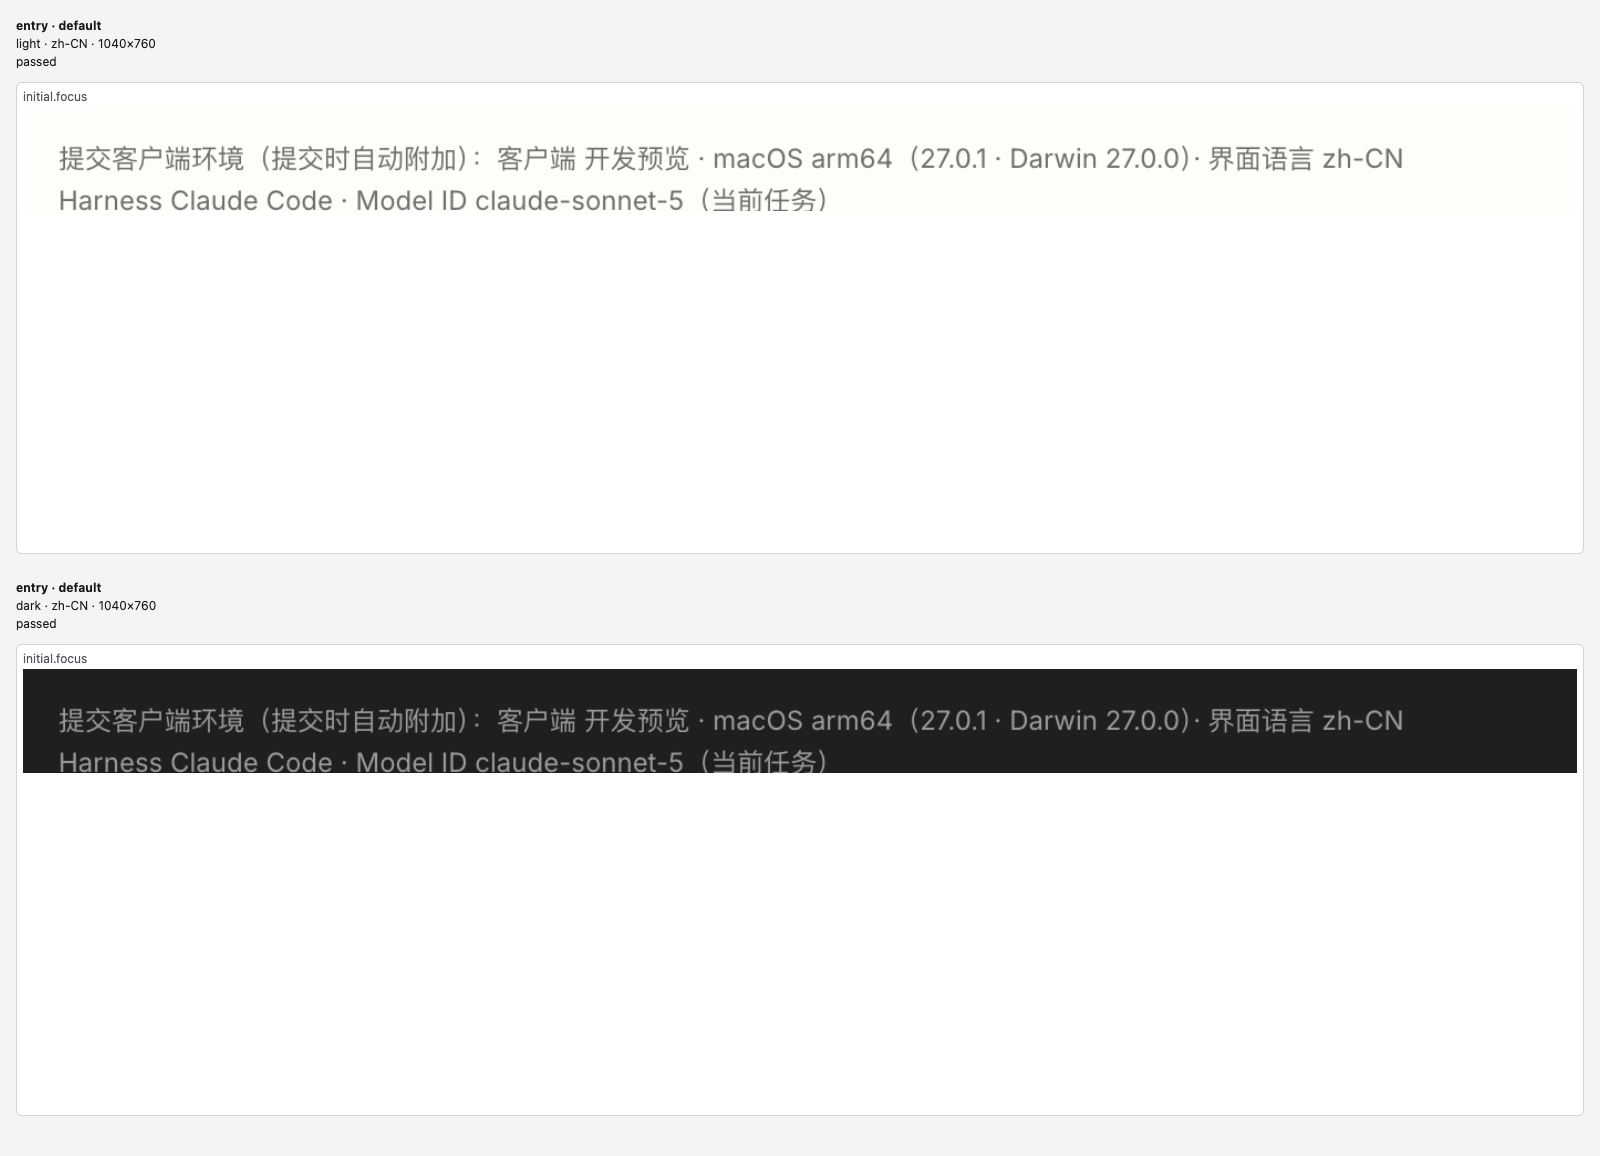 entry · default
light · zh-CN · 1040×760
passed
initial.focus
提交客户端环境（提交时自动附加）：客户端 开发预览 · macOS arm64（27.0.1 · Darwin 27.0.0）· 界面语言 zh-CN
Harness Claude Code · Model ID claude-sonnet-5（当前任务）
entry · default
dark · zh-CN · 1040×760
passed
initial.focus
提交客户端环境（提交时自动附加）：客户端 开发预览 · macOS arm64（27.0.1 · Darwin 27.0.0）· 界面语言 zh-CN
Harness Claude Code · Model ID claude-sonnet-5（当前任务）